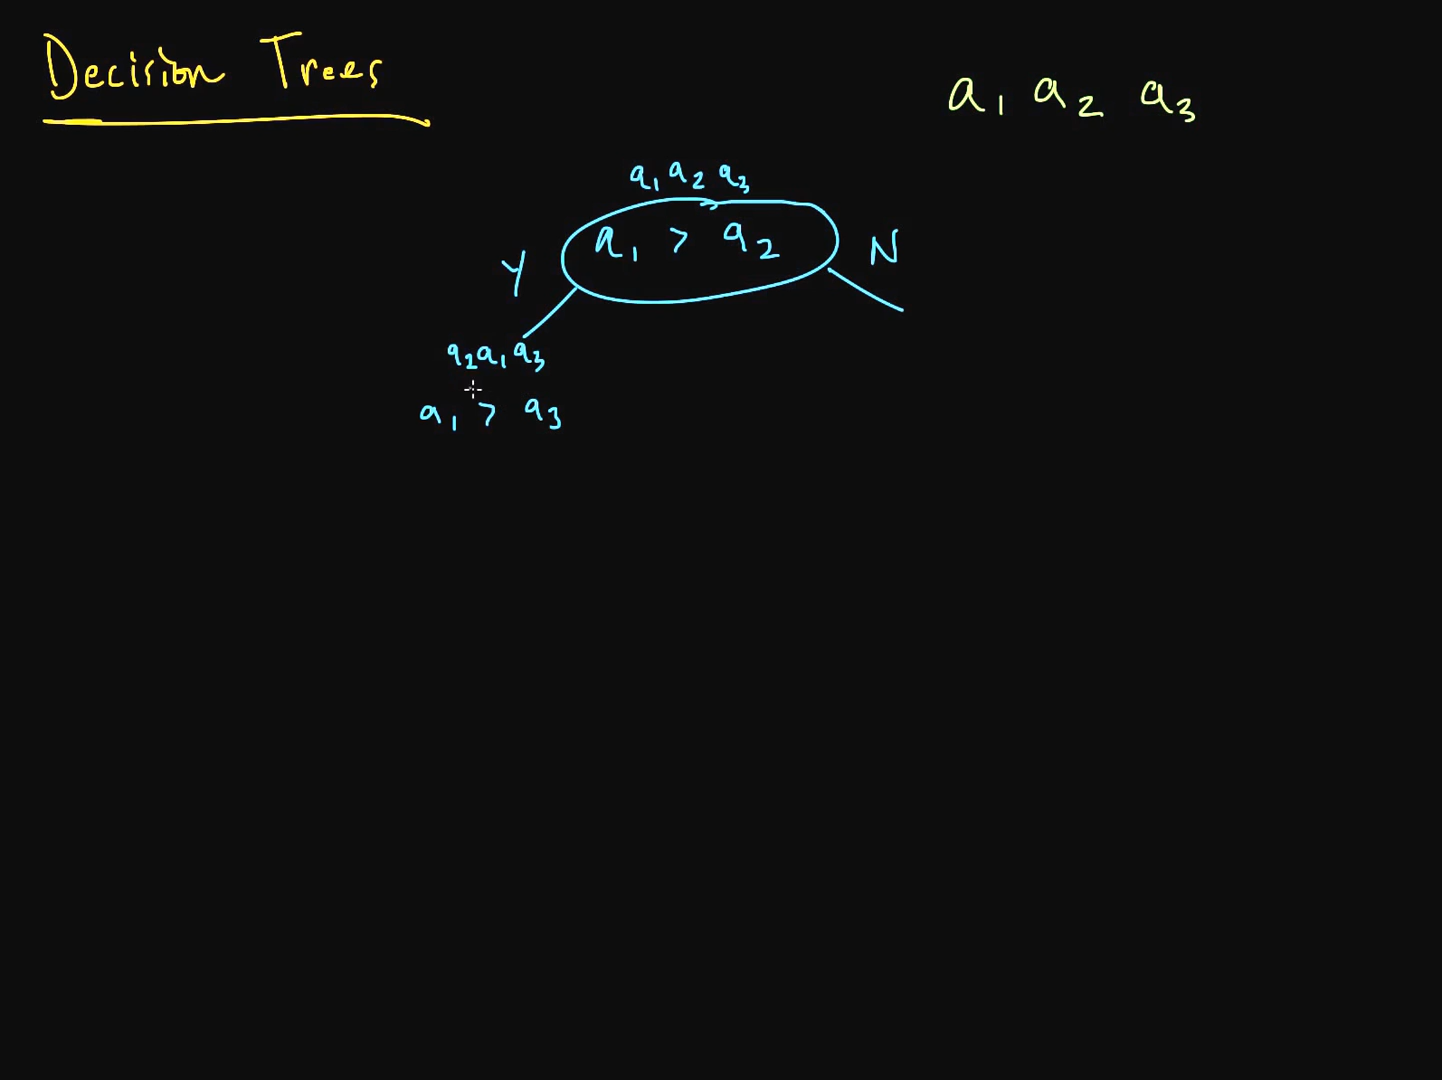 Decision Trees
a₁ a₂ a₃
a₁ a₂ a₃
a₁ > a₂
Y
N
a₂ a₁ a₃
a₁ > a₃